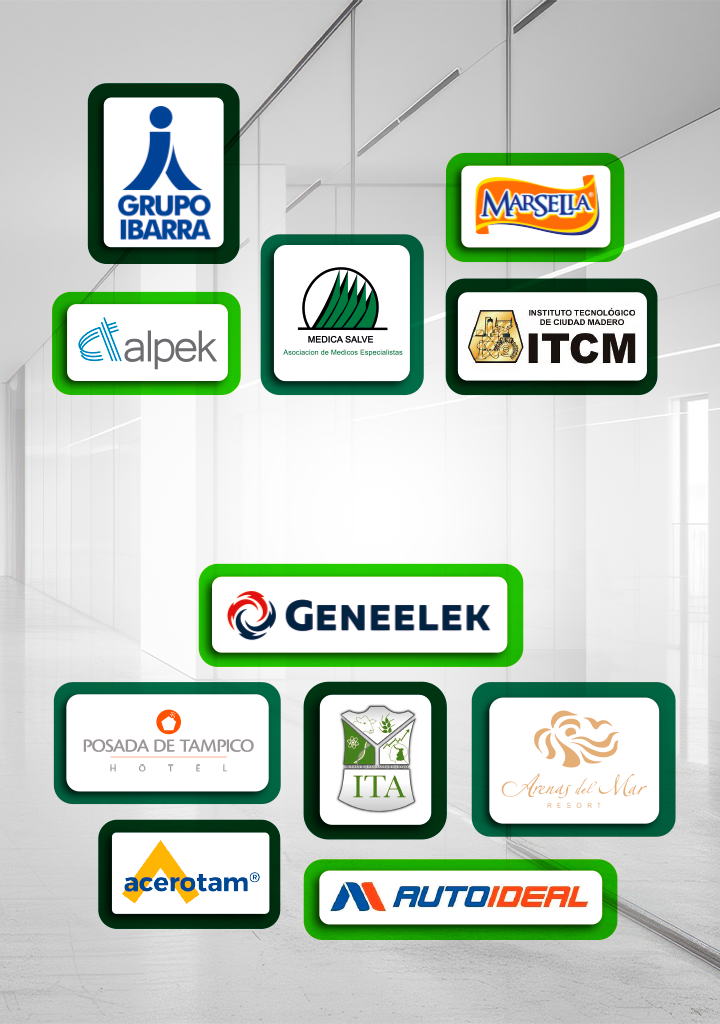 GRUPO
IBARRA
MARSELLA®
alpek
MEDICA SALVE
Asociacion de Medicos Especialistas
INSTITUTO TECNOLÓGICO
DE CIUDAD MADERO
ITCM
GENEELEK
POSADA DE TAMPICO
HOTEL
ITA
Arenas del Mar
RESORT
acerotam®
AUTOIDEAL